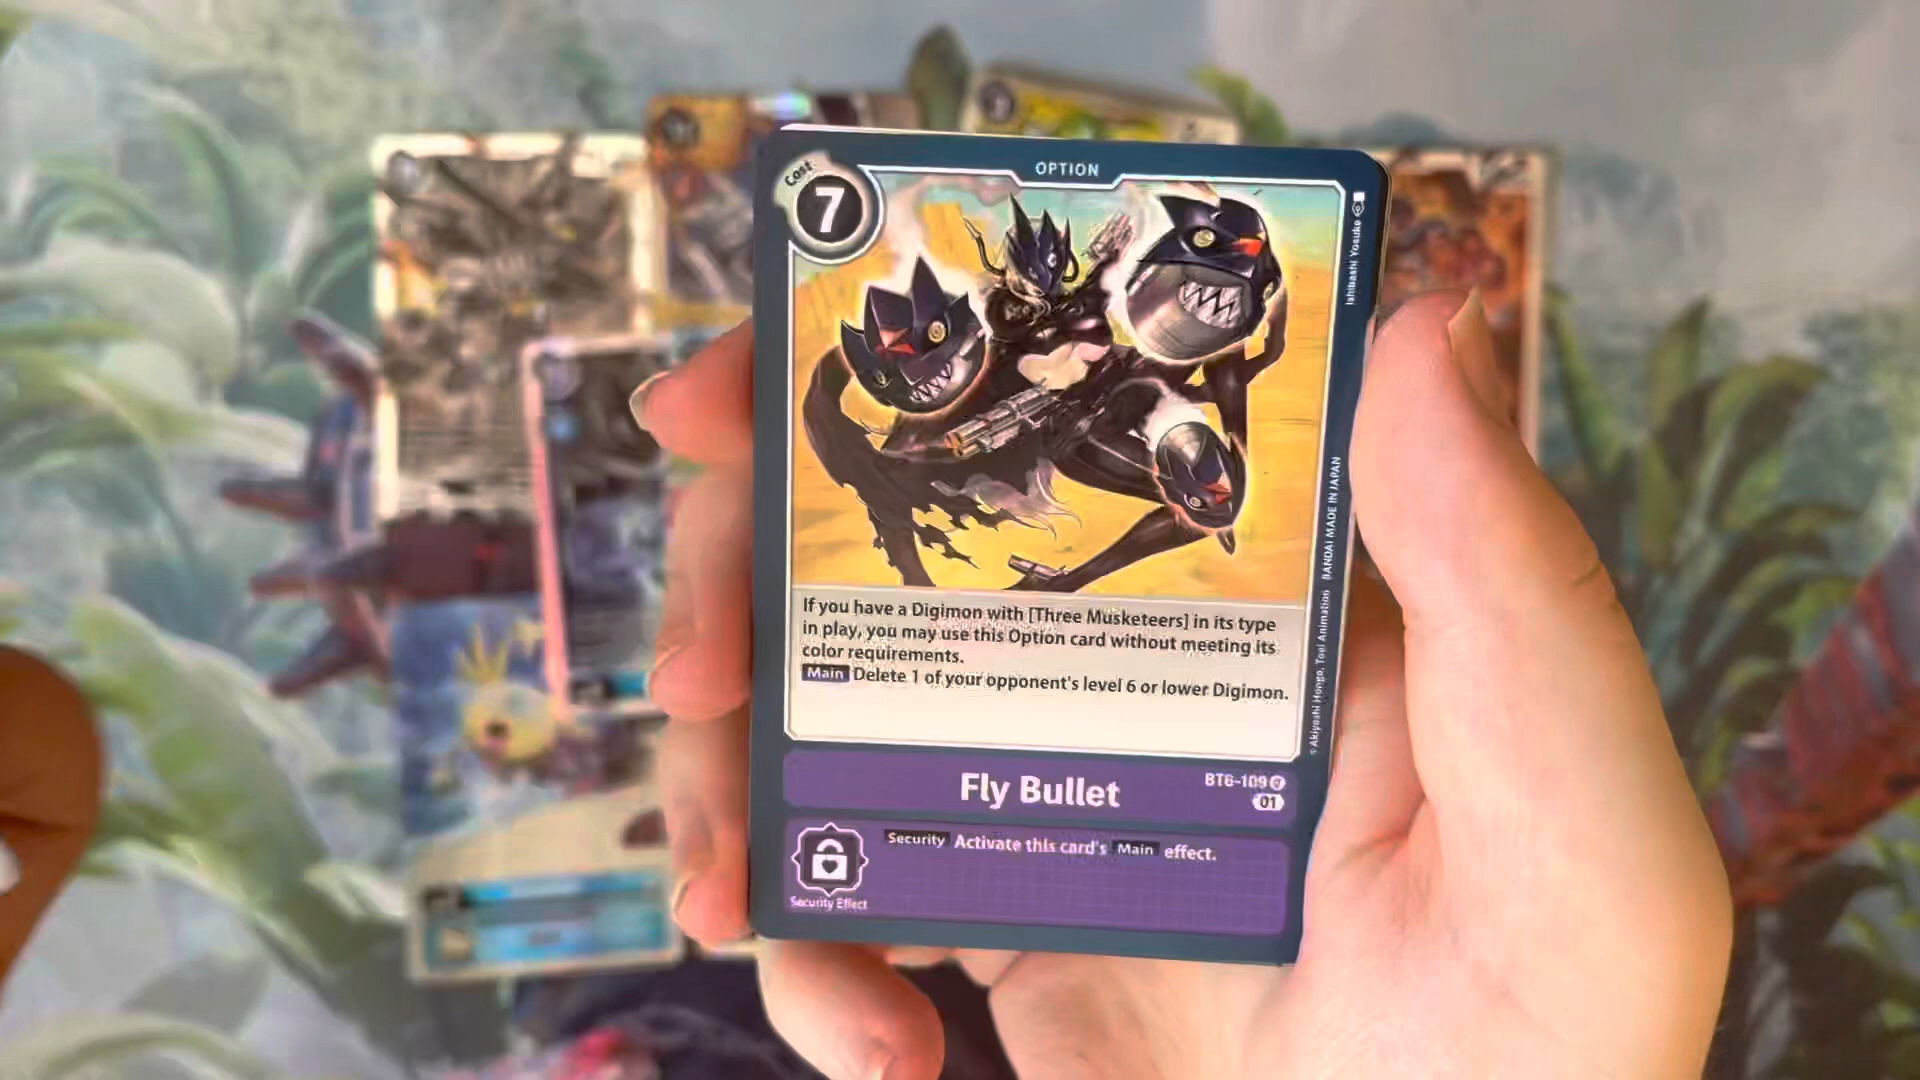 OPTION
Cost
7
Ishibashi Yosuke
If you have a Digimon with [Three Musketeers] in its type
in play, you may use this Option card without meeting its
color requirements.
Main Delete 1 of your opponent's level 6 or lower Digimon.
© Akiyoshi Hongo, Toei Animation BANDAI MADE IN JAPAN
Fly Bullet
BT6-109
01
Security Activate this card's Main effect.
Security Effect